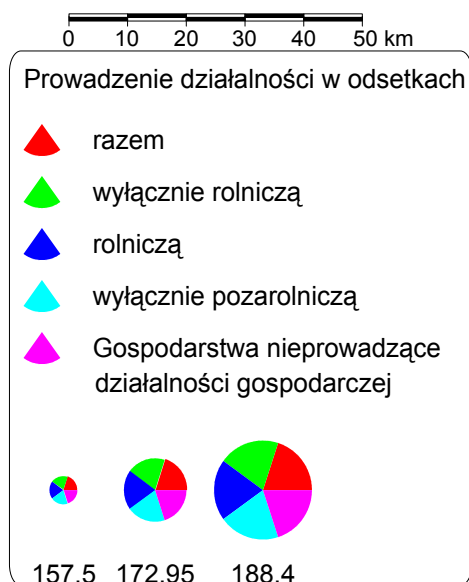 0 10 20 30 40 50 km
Prowadzenie działalności w odsetkach
razem
wyłącznie rolniczą
rolniczą
wyłącznie pozarolniczą
Gospodarstwa nieprowadzące
działalności gospodarczej
157.5 172.95 188.4